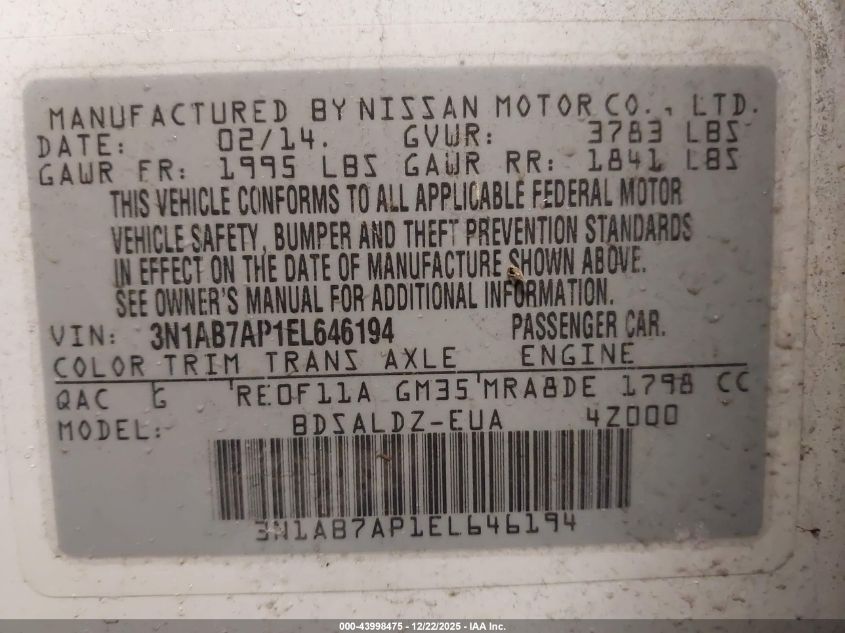 MANUFACTURED BY NISSAN MOTOR CO., LTD.
DATE: 02/14. GVWR: 3783 LBS
GAWR FR: 1995 LBS GAWR RR: 1841 LBS
THIS VEHICLE CONFORMS TO ALL APPLICABLE FEDERAL MOTOR
VEHICLE SAFETY, BUMPER AND THEFT PREVENTION STANDARDS
IN EFFECT ON THE DATE OF MANUFACTURE SHOWN ABOVE.
SEE OWNER'S MANUAL FOR ADDITIONAL INFORMATION.
VIN: 3N1AB7AP1EL646194 PASSENGER CAR.
COLOR TRIM TRANS AXLE ENGINE
QAC G RE0F11A GM35 MRA8DE 1798 CC
MODEL: BDSALDZ-EUA 42000
3N1AB7AP1EL646194
000-43998475 - 12/22/2025 - IAA Inc.